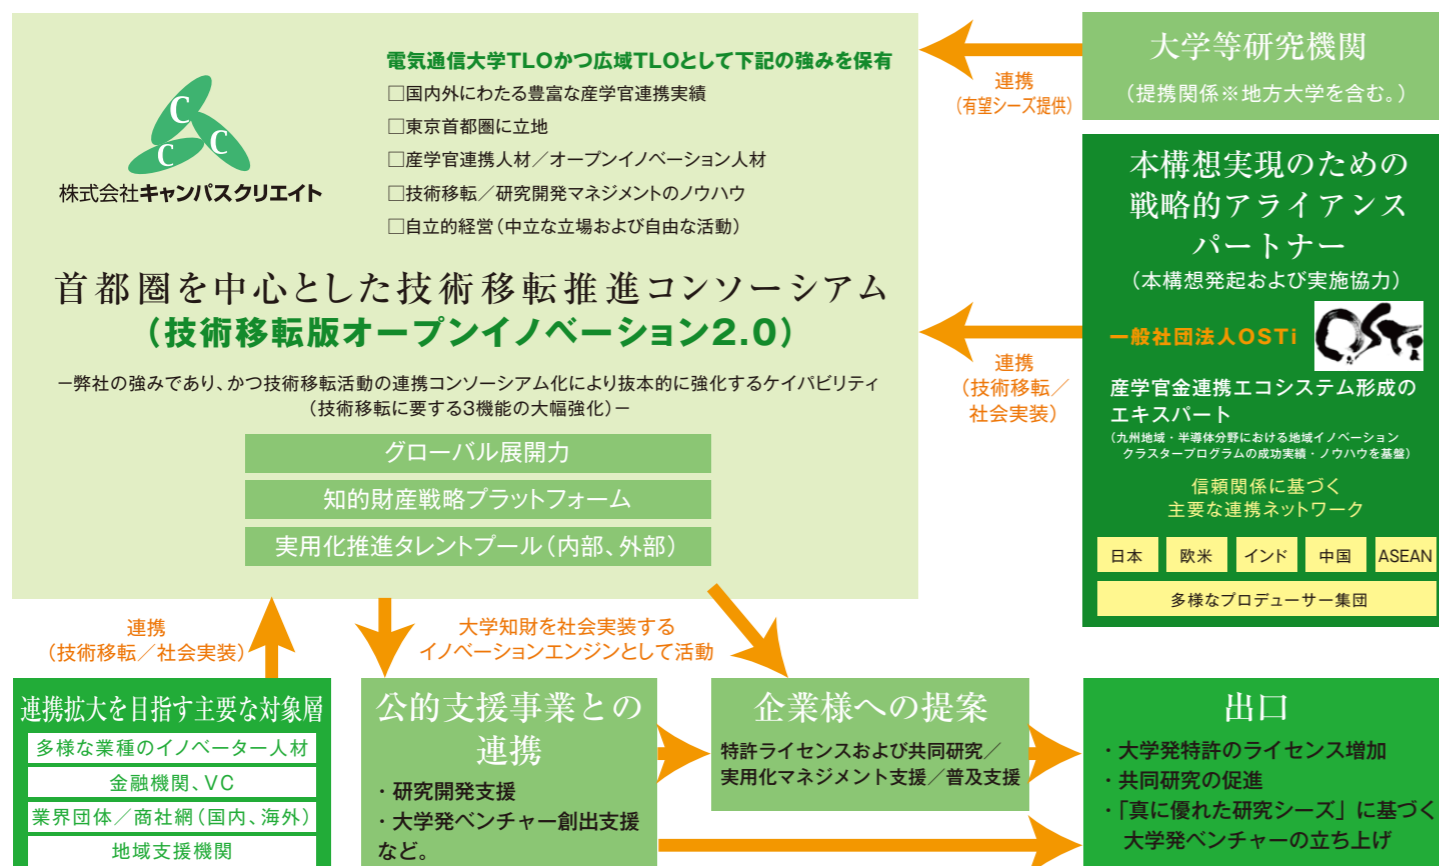 電気通信大学TLOかつ広域TLOとして下記の強みを保有
□国内外にわたる豊富な産学官連携実績
□東京首都圏に立地
□産学官連携人材／オープンイノベーション人材
□技術移転／研究開発マネジメントのノウハウ
□自立的経営（中立な立場および自由な活動）
C
C
C
株式会社キャンパスクリエイト
首都圏を中心とした技術移転推進コンソーシアム
（技術移転版オープンイノベーション2.0）
－弊社の強みであり、かつ技術移転活動の連携コンソーシアム化により抜本的に強化するケイパビリティ
（技術移転に要する3機能の大幅強化）－
グローバル展開力
知的財産戦略プラットフォーム
実用化推進タレントプール（内部、外部）
連携
（有望シーズ提供）
大学等研究機関
（提携関係※地方大学を含む。）
連携
（技術移転／
社会実装）
本構想実現のための
戦略的アライアンス
パートナー
（本構想発起および実施協力）
一般社団法人OSTi
OSTi
産学官金連携エコシステム形成の
エキスパート
（九州地域・半導体分野における地域イノベーション
クラスタープログラムの成功実績・ノウハウを基盤）
信頼関係に基づく
主要な連携ネットワーク
日本
欧米
インド
中国
ASEAN
多様なプロデューサー集団
連携
（技術移転／社会実装）
大学知財を社会実装する
イノベーションエンジンとして活動
連携拡大を目指す主要な対象層
多様な業種のイノベーター人材
金融機関、VC
業界団体／商社網（国内、海外）
地域支援機関
公的支援事業との
連携
・研究開発支援
・大学発ベンチャー創出支援
など。
企業様への提案
特許ライセンスおよび共同研究／
実用化マネジメント支援／普及支援
出口
・大学発特許のライセンス増加
・共同研究の促進
・「真に優れた研究シーズ」に基づく
大学発ベンチャーの立ち上げ